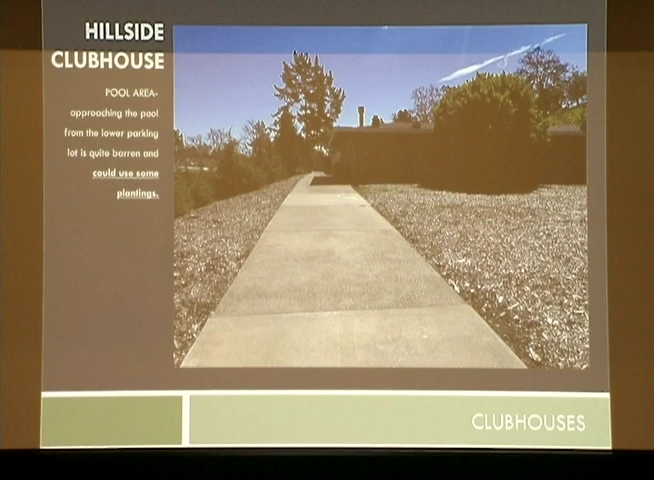 HILLSIDE
CLUBHOUSE
POOL AREA-
approaching the pool
from the lower parking
lot is quite barren and
could use some
plantings.
CLUBHOUSES